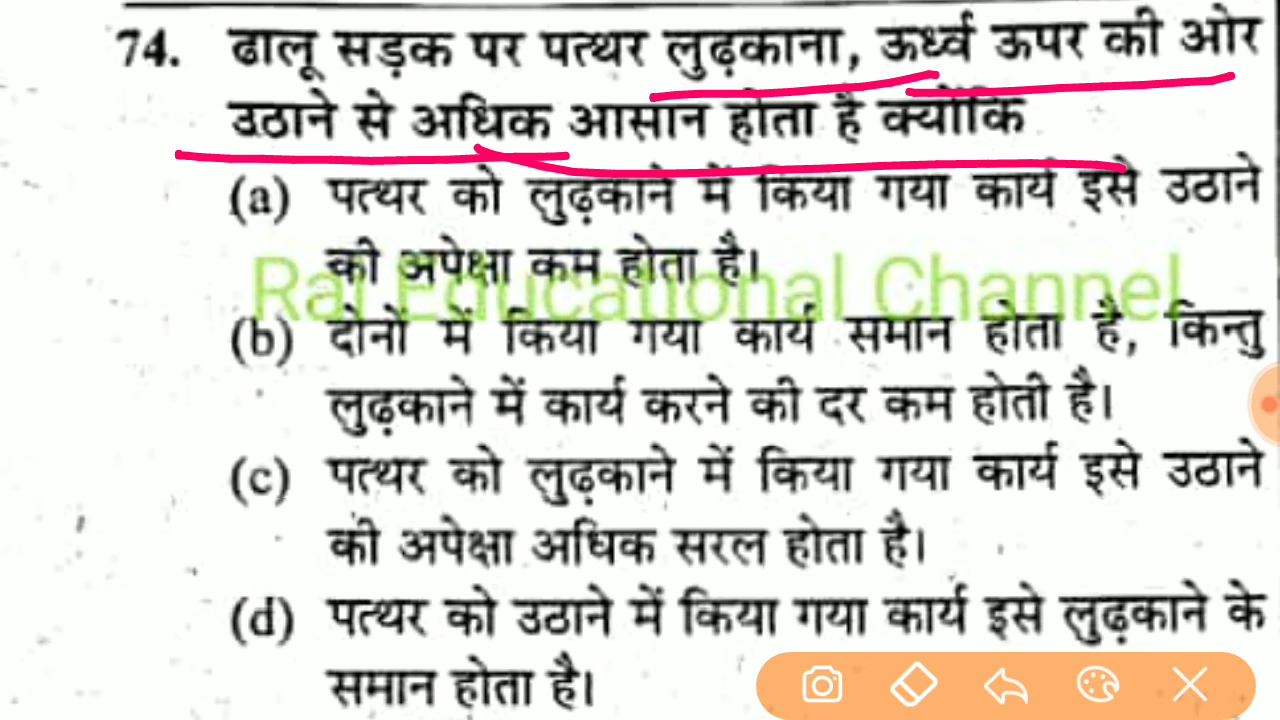 74. ढालू सड़क पर पत्थर लुढ़काना, ऊर्ध्व ऊपर की ओर
उठाने से अधिक आसान होता है क्योंकि
(a) पत्थर को लुढ़काने में किया गया कार्य इसे उठाने
की अपेक्षा कम होता है।
Raj Educational Channel
(b) दोनों में किया गया कार्य समान होता है, किन्तु
लुढ़काने में कार्य करने की दर कम होती है।
(c) पत्थर को लुढ़काने में किया गया कार्य इसे उठाने
की अपेक्षा अधिक सरल होता है।
(d) पत्थर को उठाने में किया गया कार्य इसे लुढ़काने के
समान होता है।